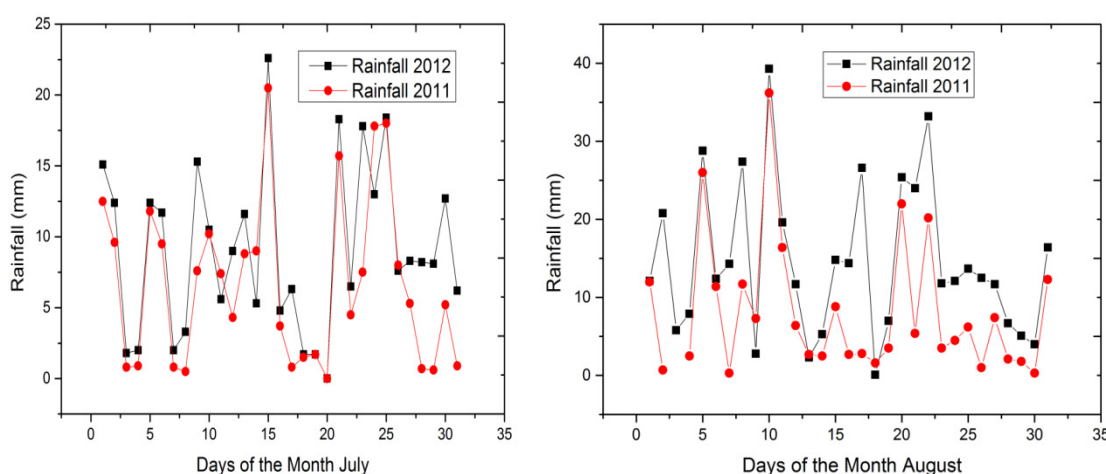 25
20
15
10
5
0
Rainfall (mm)
Rainfall 2012
Rainfall 2011
0 5 10 15 20 25 30 35
Days of the Month July
40
30
20
10
0
Rainfall (mm)
Rainfall 2012
Rainfall 2011
0 5 10 15 20 25 30 35
Days of the Month August